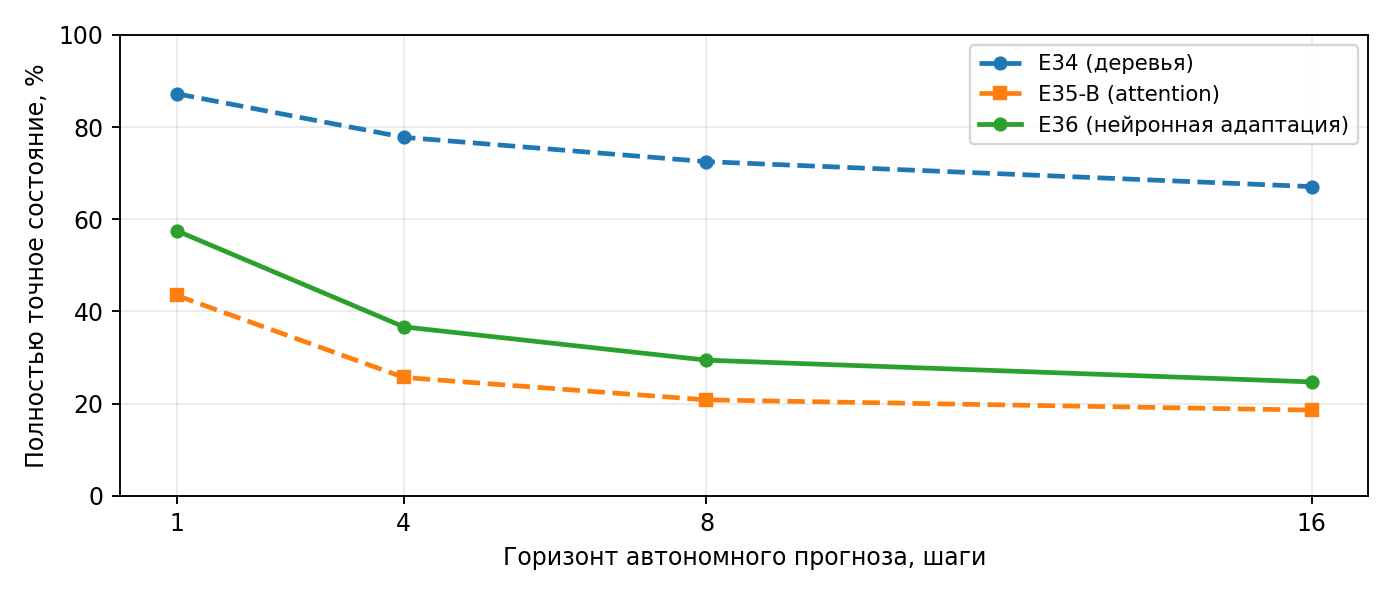 Полностью точное состояние, %
100
80
60
40
20
0
E34 (деревья)
E35-B (attention)
E36 (нейронная адаптация)
1 4 8 16
Горизонт автономного прогноза, шаги